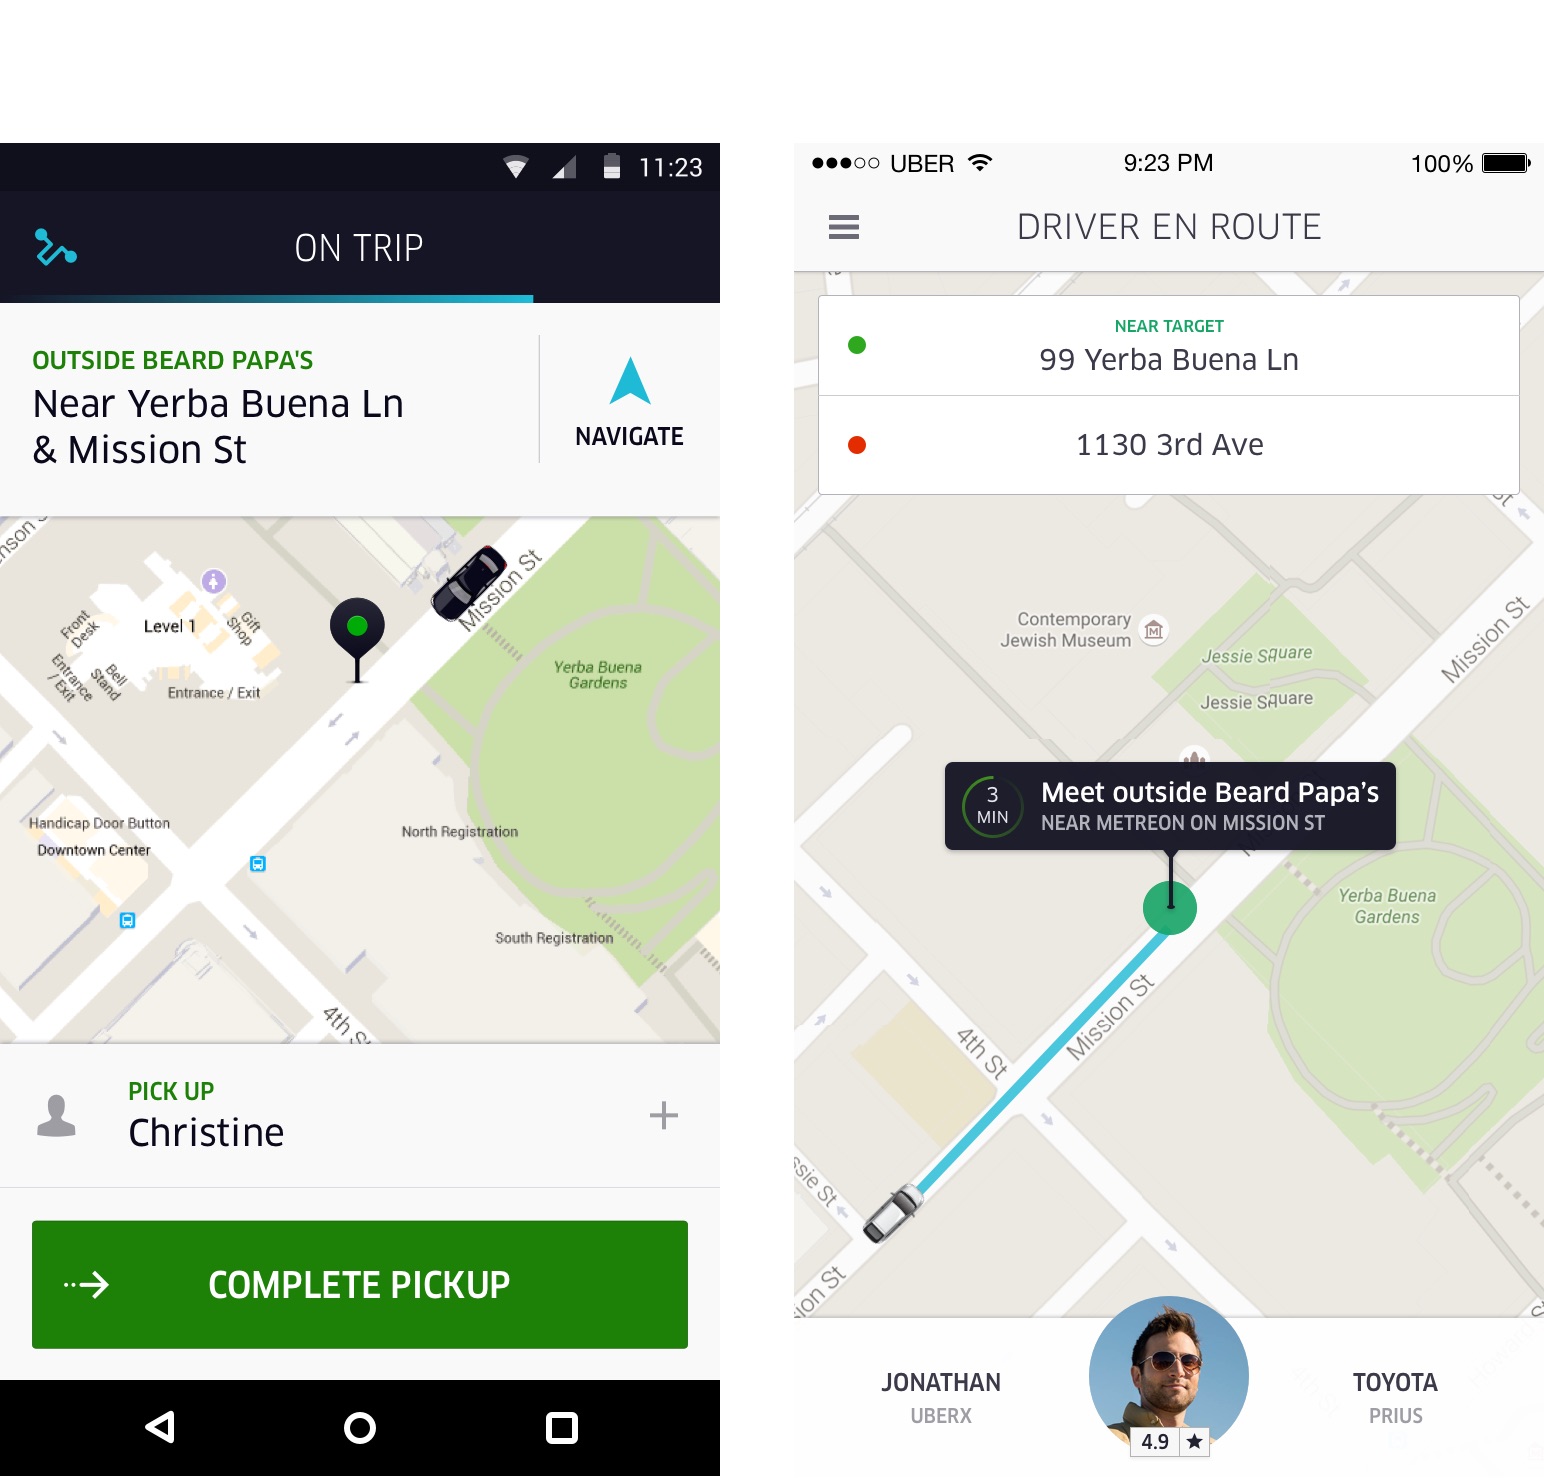 11:23
ON TRIP
OUTSIDE BEARD PAPA'S
Near Yerba Buena Ln
& Mission St
NAVIGATE
Mission St
Level 1
Front
Desk
Gift
Shop
Bell
Stand
Entrance
/ Exit
Entrance / Exit
Yerba Buena
Gardens
Handicap Door Button
Downtown Center
North Registration
South Registration
4th St
PICK UP
Christine
COMPLETE PICKUP
UBER
9:23 PM
100%
DRIVER EN ROUTE
NEAR TARGET
99 Yerba Buena Ln
1130 3rd Ave
St
Mission St
Contemporary
Jewish Museum
Jessie Square
Jessie Square
3
MIN
Meet outside Beard Papa's
NEAR METREON ON MISSION ST
Yerba Buena
Gardens
Mission St
4th St
ssie St
ion St
JONATHAN
UBERX
4.9
TOYOTA
PRIUS